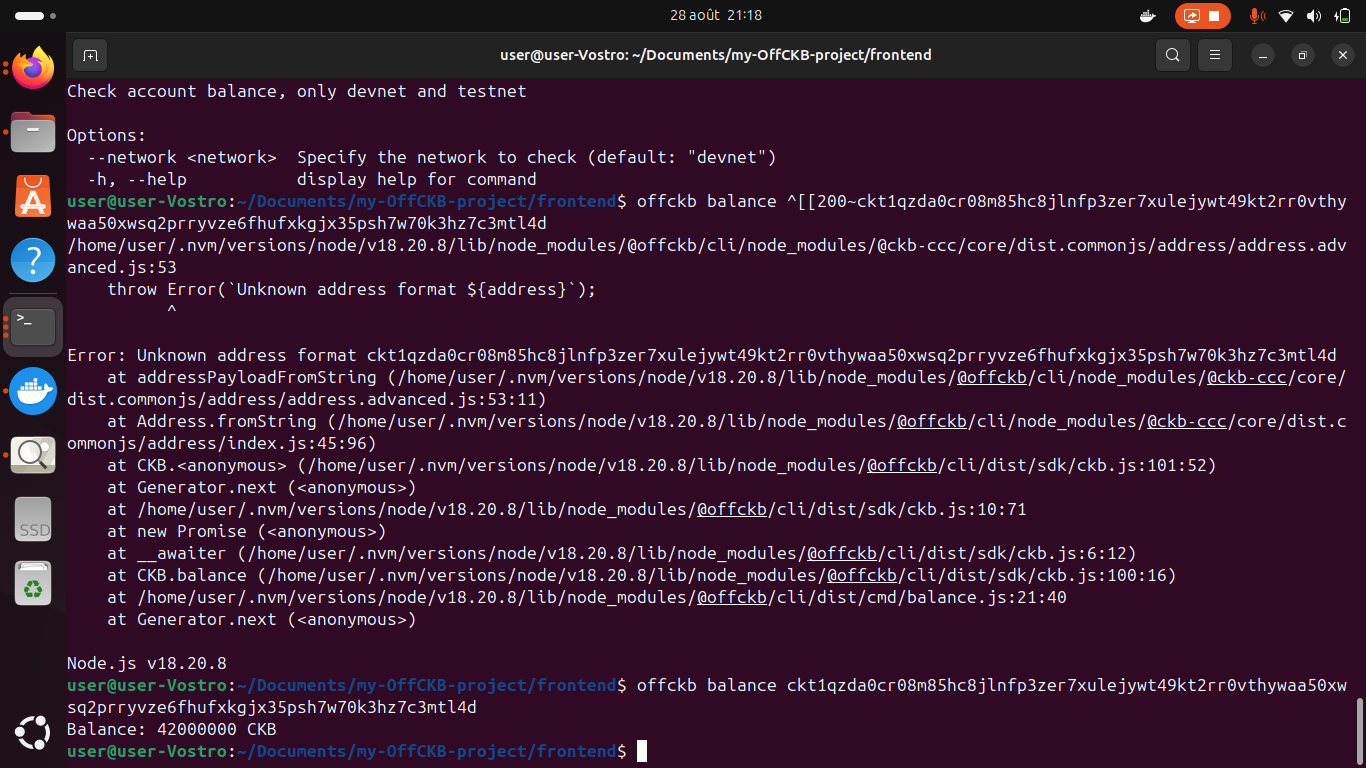 28 août 21:18
user@user-Vostro: ~/Documents/my-OffCKB-project/frontend
Check account balance, only devnet and testnet
Options:
--network <network>  Specify the network to check (default: "devnet")
-h, --help           display help for command
user@user-Vostro:~/Documents/my-OffCKB-project/frontend$ offckb balance ^[[200~ckt1qzda0cr08m85hc8jlnfp3zer7xulejywt49kt2rr0vthy
waa50xwsq2prryvze6fhufxkgjx35psh7w70k3hz7c3mtl4d
/home/user/.nvm/versions/node/v18.20.8/lib/node_modules/@offckb/cli/node_modules/@ckb-ccc/core/dist.commonjs/address/address.adv
anced.js:53
throw Error(`Unknown address format ${address}`);
^
Error: Unknown address format ckt1qzda0cr08m85hc8jlnfp3zer7xulejywt49kt2rr0vthywaa50xwsq2prryvze6fhufxkgjx35psh7w70k3hz7c3mtl4d
at addressPayloadFromString (/home/user/.nvm/versions/node/v18.20.8/lib/node_modules/@offckb/cli/node_modules/@ckb-ccc/core/
dist.commonjs/address/address.advanced.js:53:11)
at Address.fromString (/home/user/.nvm/versions/node/v18.20.8/lib/node_modules/@offckb/cli/node_modules/@ckb-ccc/core/dist.c
ommonjs/address/index.js:45:96)
at CKB.<anonymous> (/home/user/.nvm/versions/node/v18.20.8/lib/node_modules/@offckb/cli/dist/sdk/ckb.js:101:52)
at Generator.next (<anonymous>)
at /home/user/.nvm/versions/node/v18.20.8/lib/node_modules/@offckb/cli/dist/sdk/ckb.js:10:71
at new Promise (<anonymous>)
at __awaiter (/home/user/.nvm/versions/node/v18.20.8/lib/node_modules/@offckb/cli/dist/sdk/ckb.js:6:12)
at CKB.balance (/home/user/.nvm/versions/node/v18.20.8/lib/node_modules/@offckb/cli/dist/sdk/ckb.js:100:16)
at /home/user/.nvm/versions/node/v18.20.8/lib/node_modules/@offckb/cli/dist/cmd/balance.js:21:40
at Generator.next (<anonymous>)
Node.js v18.20.8
user@user-Vostro:~/Documents/my-OffCKB-project/frontend$ offckb balance ckt1qzda0cr08m85hc8jlnfp3zer7xulejywt49kt2rr0vthywaa50xw
sq2prryvze6fhufxkgjx35psh7w70k3hz7c3mtl4d
Balance: 42000000 CKB
user@user-Vostro:~/Documents/my-OffCKB-project/frontend$
SSD